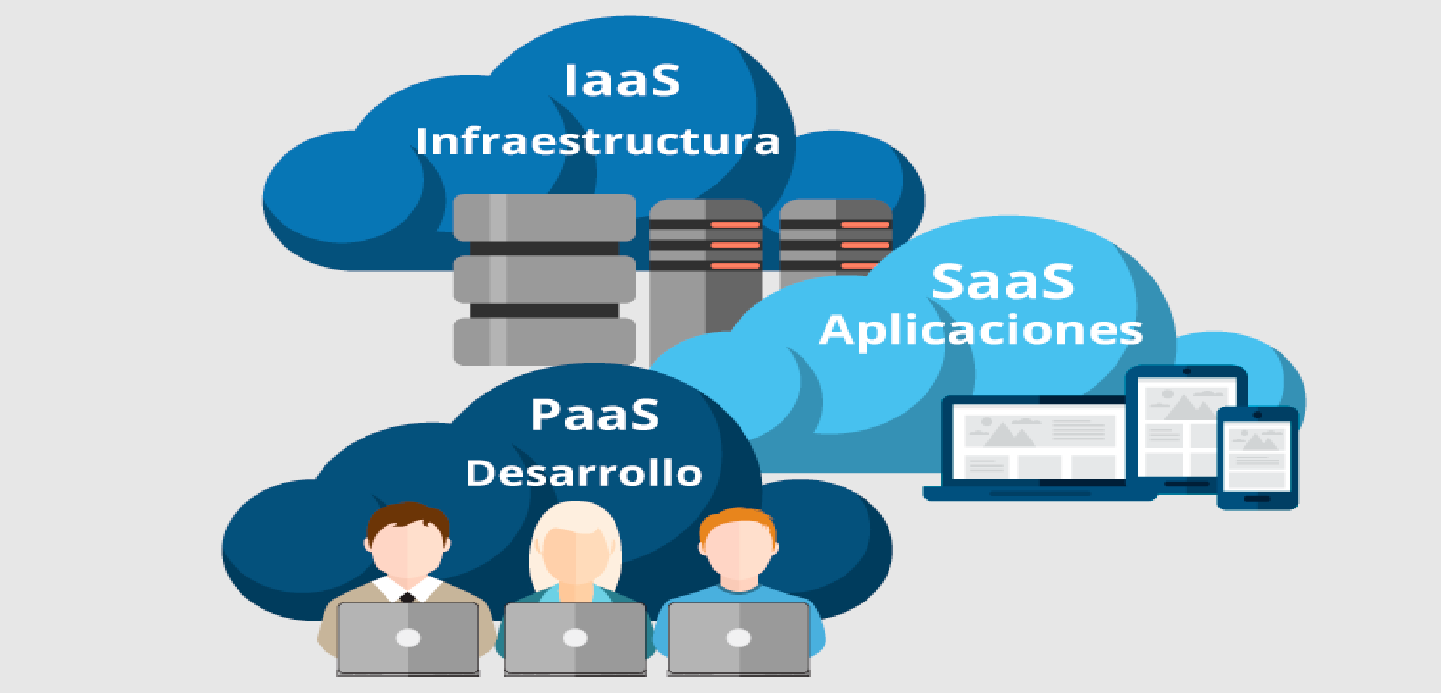 IaaS
Infraestructura
SaaS
Aplicaciones
PaaS
Desarrollo